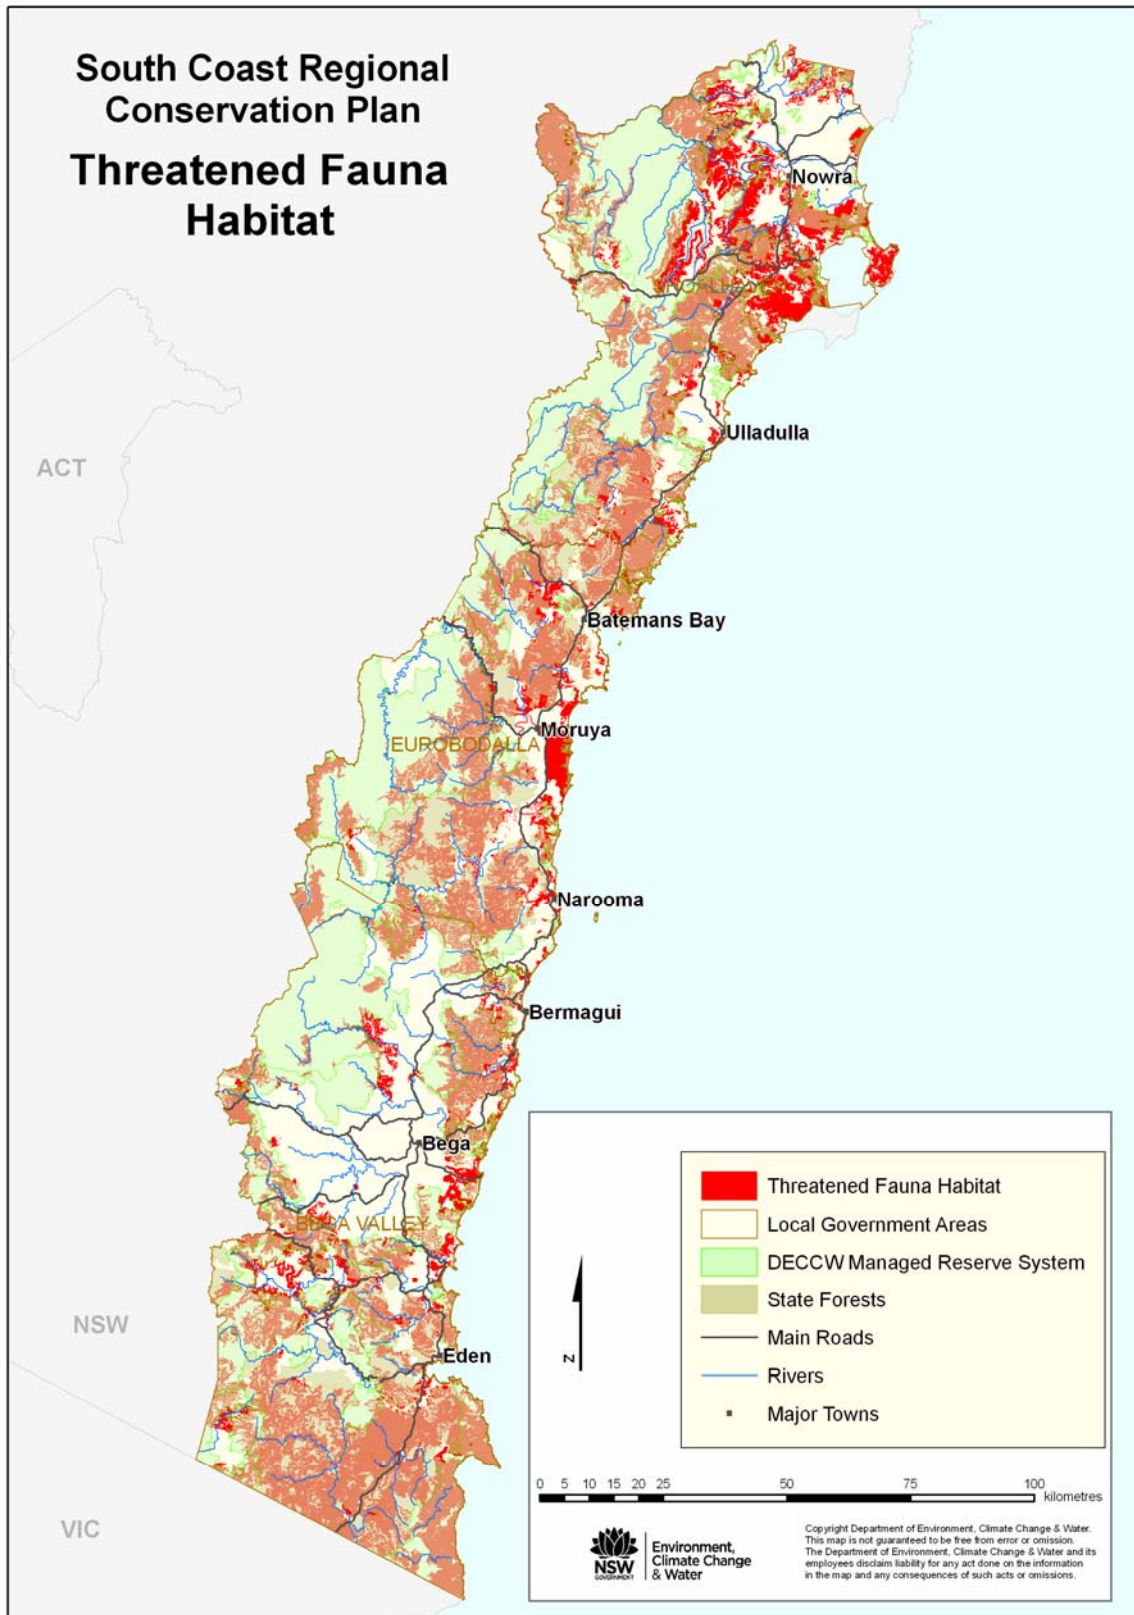 South Coast Regional
Conservation Plan
Threatened Fauna
Habitat
Nowra
Ulladulla
ACT
Batemans Bay
Moruya
EUROBODALLA
Narooma
Bermagui
Bega
BEGA VALLEY
NSW
Eden
VIC
Threatened Fauna Habitat
Local Government Areas
DECCW Managed Reserve System
State Forests
Main Roads
Rivers
Major Towns
N
0 5 10 15 20 25 50 75 100
kilometres
NSW
GOVERNMENT
Environment,
Climate Change
& Water
Copyright Department of Environment, Climate Change & Water.
This map is not guaranteed to be free from error or omission.
The Department of Environment, Climate Change & Water and its
employees disclaim liability for any act done on the information
in the map and any consequences of such acts or omissions.